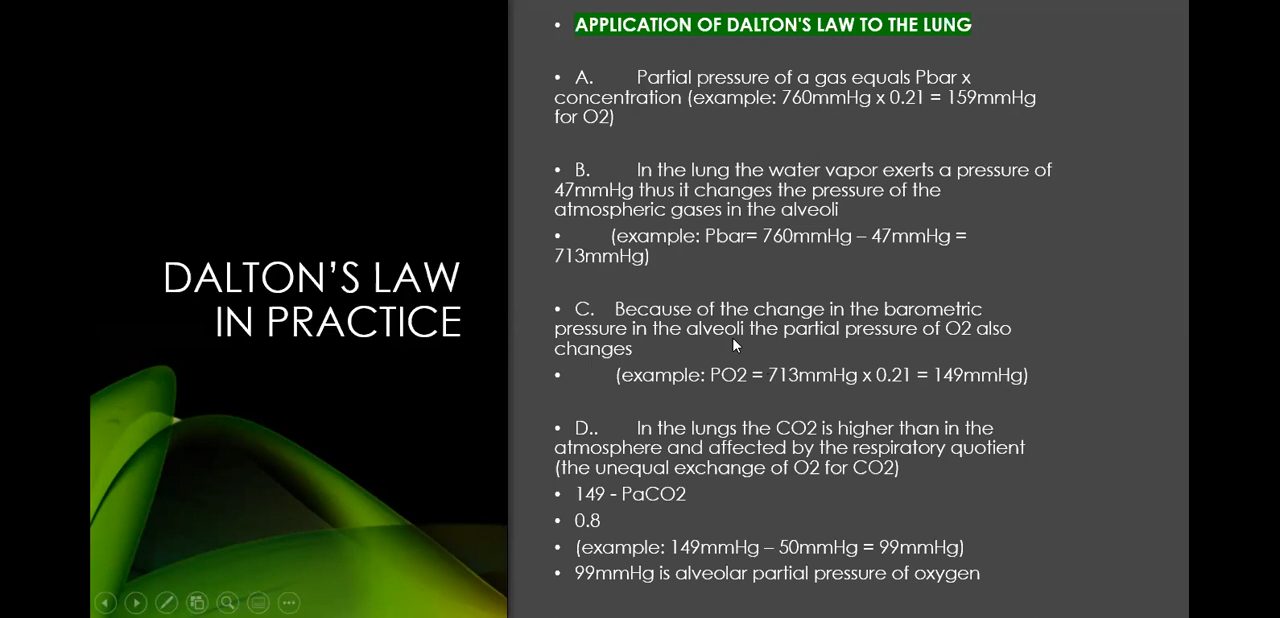 DALTON'S LAW
IN PRACTICE
• APPLICATION OF DALTON'S LAW TO THE LUNG
• A. Partial pressure of a gas equals Pbar x
concentration (example: 760mmHg x 0.21 = 159mmHg
for O2)
• B. In the lung the water vapor exerts a pressure of
47mmHg thus it changes the pressure of the
atmospheric gases in the alveoli
• (example: Pbar= 760mmHg – 47mmHg =
713mmHg)
• C. Because of the change in the barometric
pressure in the alveoli the partial pressure of O2 also
changes
• (example: PO2 = 713mmHg x 0.21 = 149mmHg)
• D.. In the lungs the CO2 is higher than in the
atmosphere and affected by the respiratory quotient
(the unequal exchange of O2 for CO2)
• 149 - PaCO2
• 0.8
• (example: 149mmHg – 50mmHg = 99mmHg)
• 99mmHg is alveolar partial pressure of oxygen